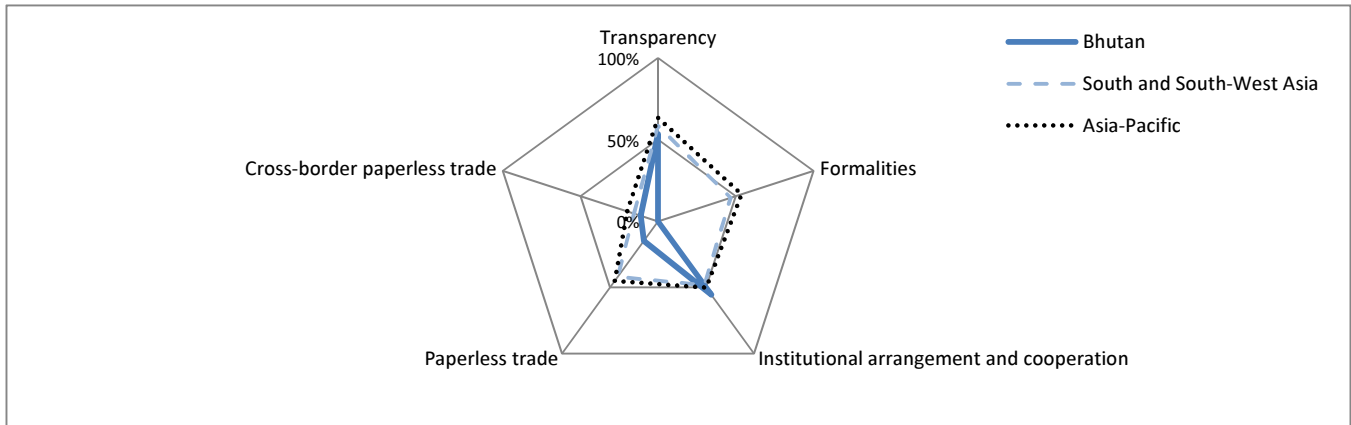 Transparency
100%
50%
0%
Formalities
Institutional arrangement and cooperation
Paperless trade
Cross-border paperless trade
Bhutan
South and South-West Asia
Asia-Pacific